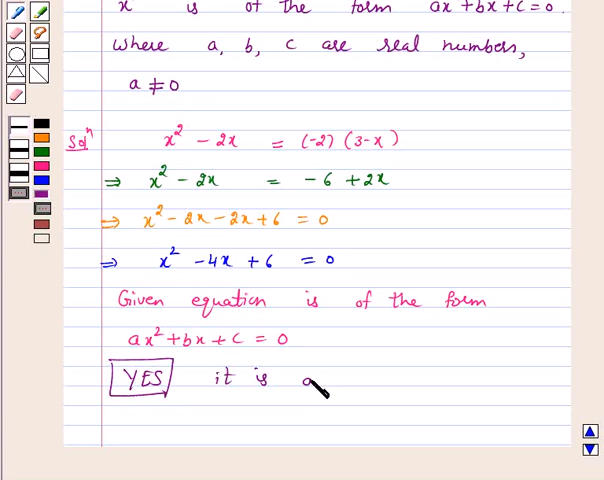 x is of the form ax+bx+c=0.
where a, b, c are real numbers,
a ≠ 0
Solⁿ x² - 2x = (-2) (3-x)
⇒ x² - 2x = - 6 + 2x
⇒ x² - 2x - 2x + 6 = 0
⇒ x² - 4x + 6 = 0
Given equation is of the form
ax² + bx + c = 0
YES it is a